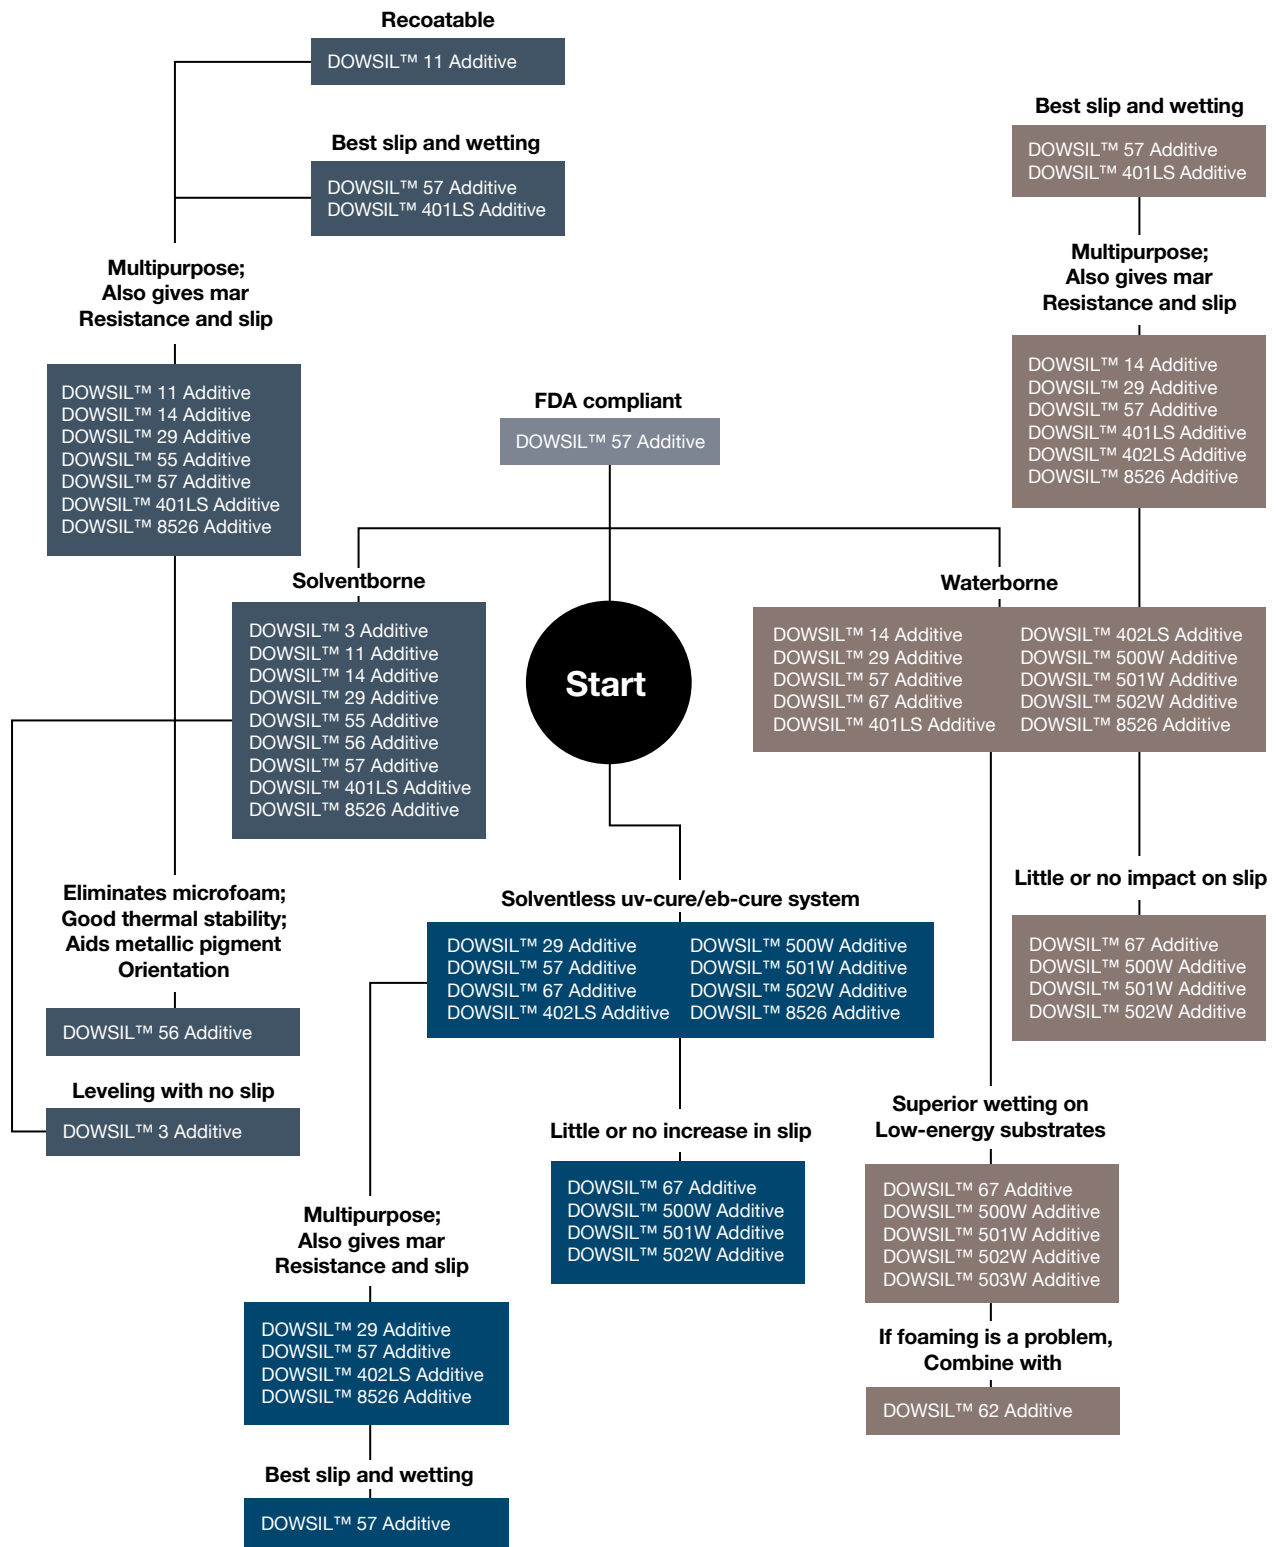 Recoatable
DOWSIL™ 11 Additive
Best slip and wetting
DOWSIL™ 57 Additive
DOWSIL™ 401LS Additive
Multipurpose;
Also gives mar
Resistance and slip
DOWSIL™ 11 Additive
DOWSIL™ 14 Additive
DOWSIL™ 29 Additive
DOWSIL™ 55 Additive
DOWSIL™ 57 Additive
DOWSIL™ 401LS Additive
DOWSIL™ 8526 Additive
Best slip and wetting
DOWSIL™ 57 Additive
DOWSIL™ 401LS Additive
Multipurpose;
Also gives mar
Resistance and slip
DOWSIL™ 14 Additive
DOWSIL™ 29 Additive
DOWSIL™ 57 Additive
DOWSIL™ 401LS Additive
DOWSIL™ 402LS Additive
DOWSIL™ 8526 Additive
FDA compliant
DOWSIL™ 57 Additive
Solventborne
DOWSIL™ 3 Additive
DOWSIL™ 11 Additive
DOWSIL™ 14 Additive
DOWSIL™ 29 Additive
DOWSIL™ 55 Additive
DOWSIL™ 56 Additive
DOWSIL™ 57 Additive
DOWSIL™ 401LS Additive
DOWSIL™ 8526 Additive
Start
Waterborne
DOWSIL™ 14 Additive
DOWSIL™ 29 Additive
DOWSIL™ 57 Additive
DOWSIL™ 67 Additive
DOWSIL™ 401LS Additive
DOWSIL™ 402LS Additive
DOWSIL™ 500W Additive
DOWSIL™ 501W Additive
DOWSIL™ 502W Additive
DOWSIL™ 8526 Additive
Eliminates microfoam;
Good thermal stability;
Aids metallic pigment
Orientation
DOWSIL™ 56 Additive
Leveling with no slip
DOWSIL™ 3 Additive
Solventless uv-cure/eb-cure system
DOWSIL™ 29 Additive
DOWSIL™ 57 Additive
DOWSIL™ 67 Additive
DOWSIL™ 402LS Additive
DOWSIL™ 500W Additive
DOWSIL™ 501W Additive
DOWSIL™ 502W Additive
DOWSIL™ 8526 Additive
Little or no impact on slip
DOWSIL™ 67 Additive
DOWSIL™ 500W Additive
DOWSIL™ 501W Additive
DOWSIL™ 502W Additive
Little or no increase in slip
DOWSIL™ 67 Additive
DOWSIL™ 500W Additive
DOWSIL™ 501W Additive
DOWSIL™ 502W Additive
Superior wetting on
Low-energy substrates
DOWSIL™ 67 Additive
DOWSIL™ 500W Additive
DOWSIL™ 501W Additive
DOWSIL™ 502W Additive
DOWSIL™ 503W Additive
If foaming is a problem,
Combine with
DOWSIL™ 62 Additive
Multipurpose;
Also gives mar
Resistance and slip
DOWSIL™ 29 Additive
DOWSIL™ 57 Additive
DOWSIL™ 402LS Additive
DOWSIL™ 8526 Additive
Best slip and wetting
DOWSIL™ 57 Additive